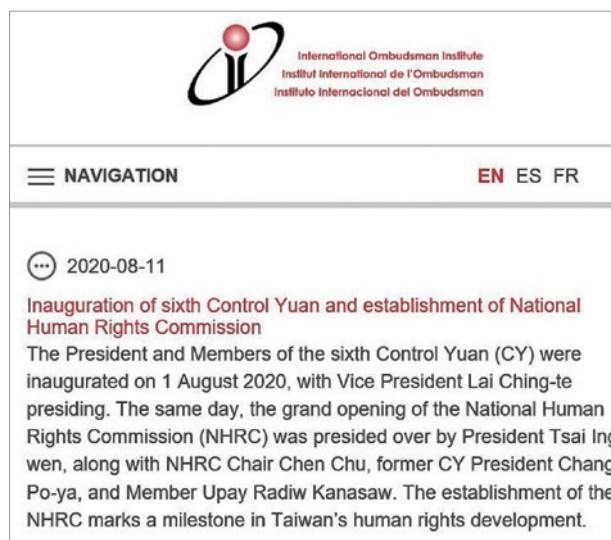 International Ombudsman Institute
Institut International de l'Ombudsman
Instituto Internacional del Ombudsman
NAVIGATION
EN ES FR
2020-08-11
Inauguration of sixth Control Yuan and establishment of National
Human Rights Commission
The President and Members of the sixth Control Yuan (CY) were
inaugurated on 1 August 2020, with Vice President Lai Ching-te
presiding. The same day, the grand opening of the National Human
Rights Commission (NHRC) was presided over by President Tsai Ing
wen, along with NHRC Chair Chen Chu, former CY President Chang
Po-ya, and Member Upay Radiw Kanasaw. The establishment of the
NHRC marks a milestone in Taiwan's human rights development.